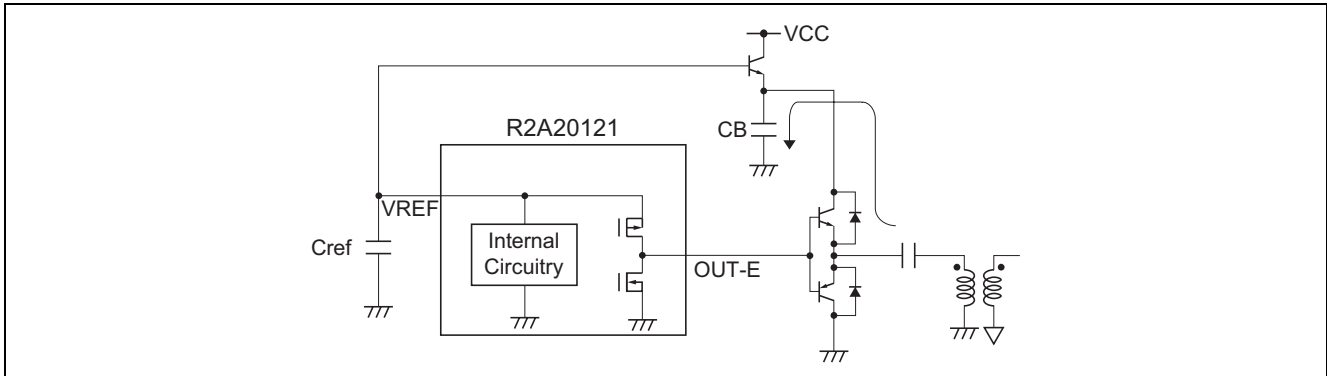 VCC
CB
R2A20121
VREF
Cref
Internal
Circuitry
OUT-E